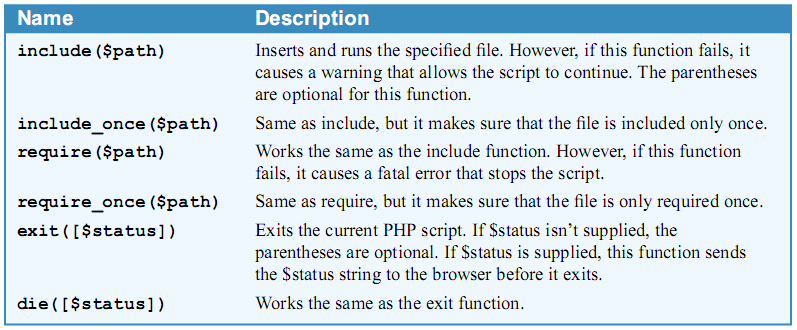 Name Description
include($path) Inserts and runs the specified file. However, if this function fails, it
causes a warning that allows the script to continue. The parentheses
are optional for this function.
include_once($path) Same as include, but it makes sure that the file is included only once.
require($path) Works the same as the include function. However, if this function
fails, it causes a fatal error that stops the script.
require_once($path) Same as require, but it makes sure that the file is only required once.
exit([$status]) Exits the current PHP script. If $status isn’t supplied, the
parentheses are optional. If $status is supplied, this function sends
the $status string to the browser before it exits.
die([$status]) Works the same as the exit function.